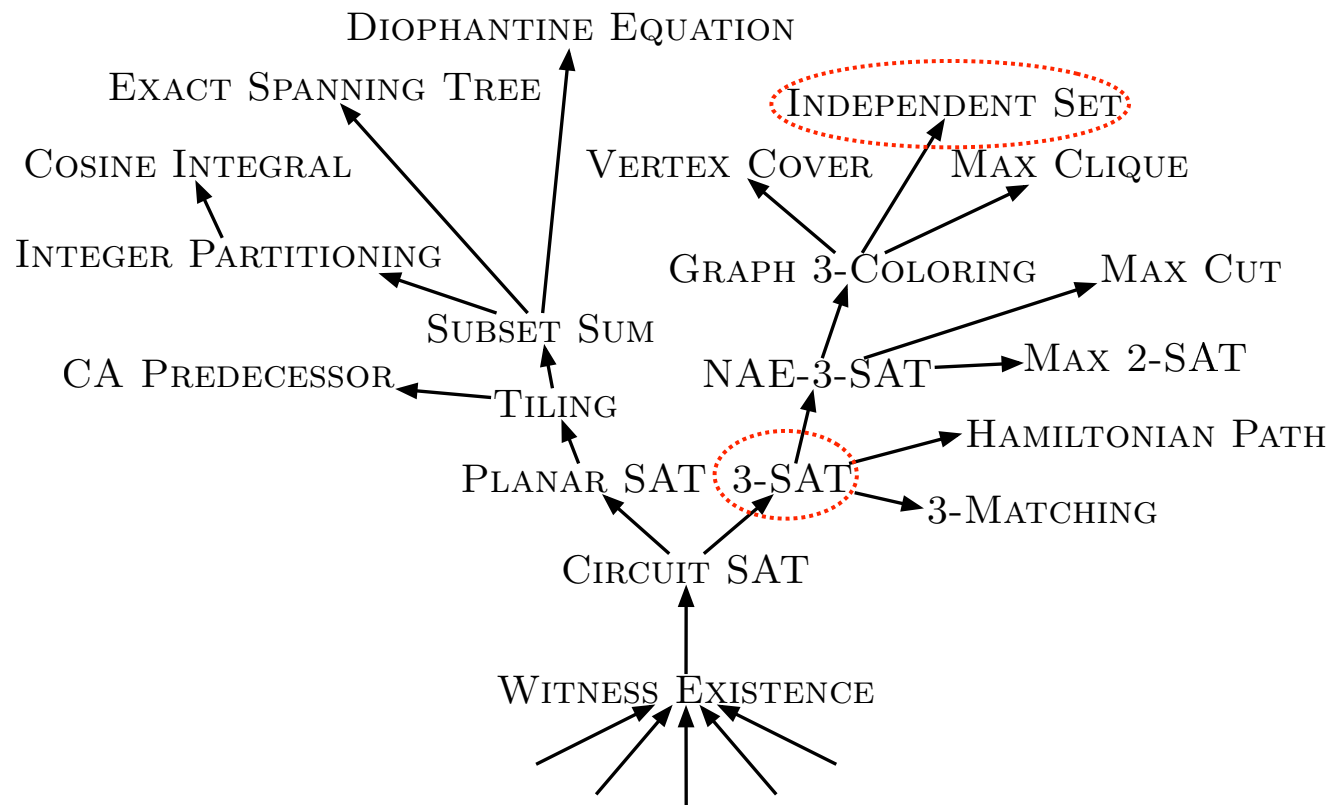 Diophantine Equation
Exact Spanning Tree
Independent Set
Cosine Integral
Vertex Cover
Max Clique
Integer Partitioning
Graph 3-Coloring
Max Cut
Subset Sum
CA Predecessor
NAE-3-SAT
Max 2-SAT
Tiling
Hamiltonian Path
Planar SAT
3-SAT
3-Matching
Circuit SAT
Witness Existence